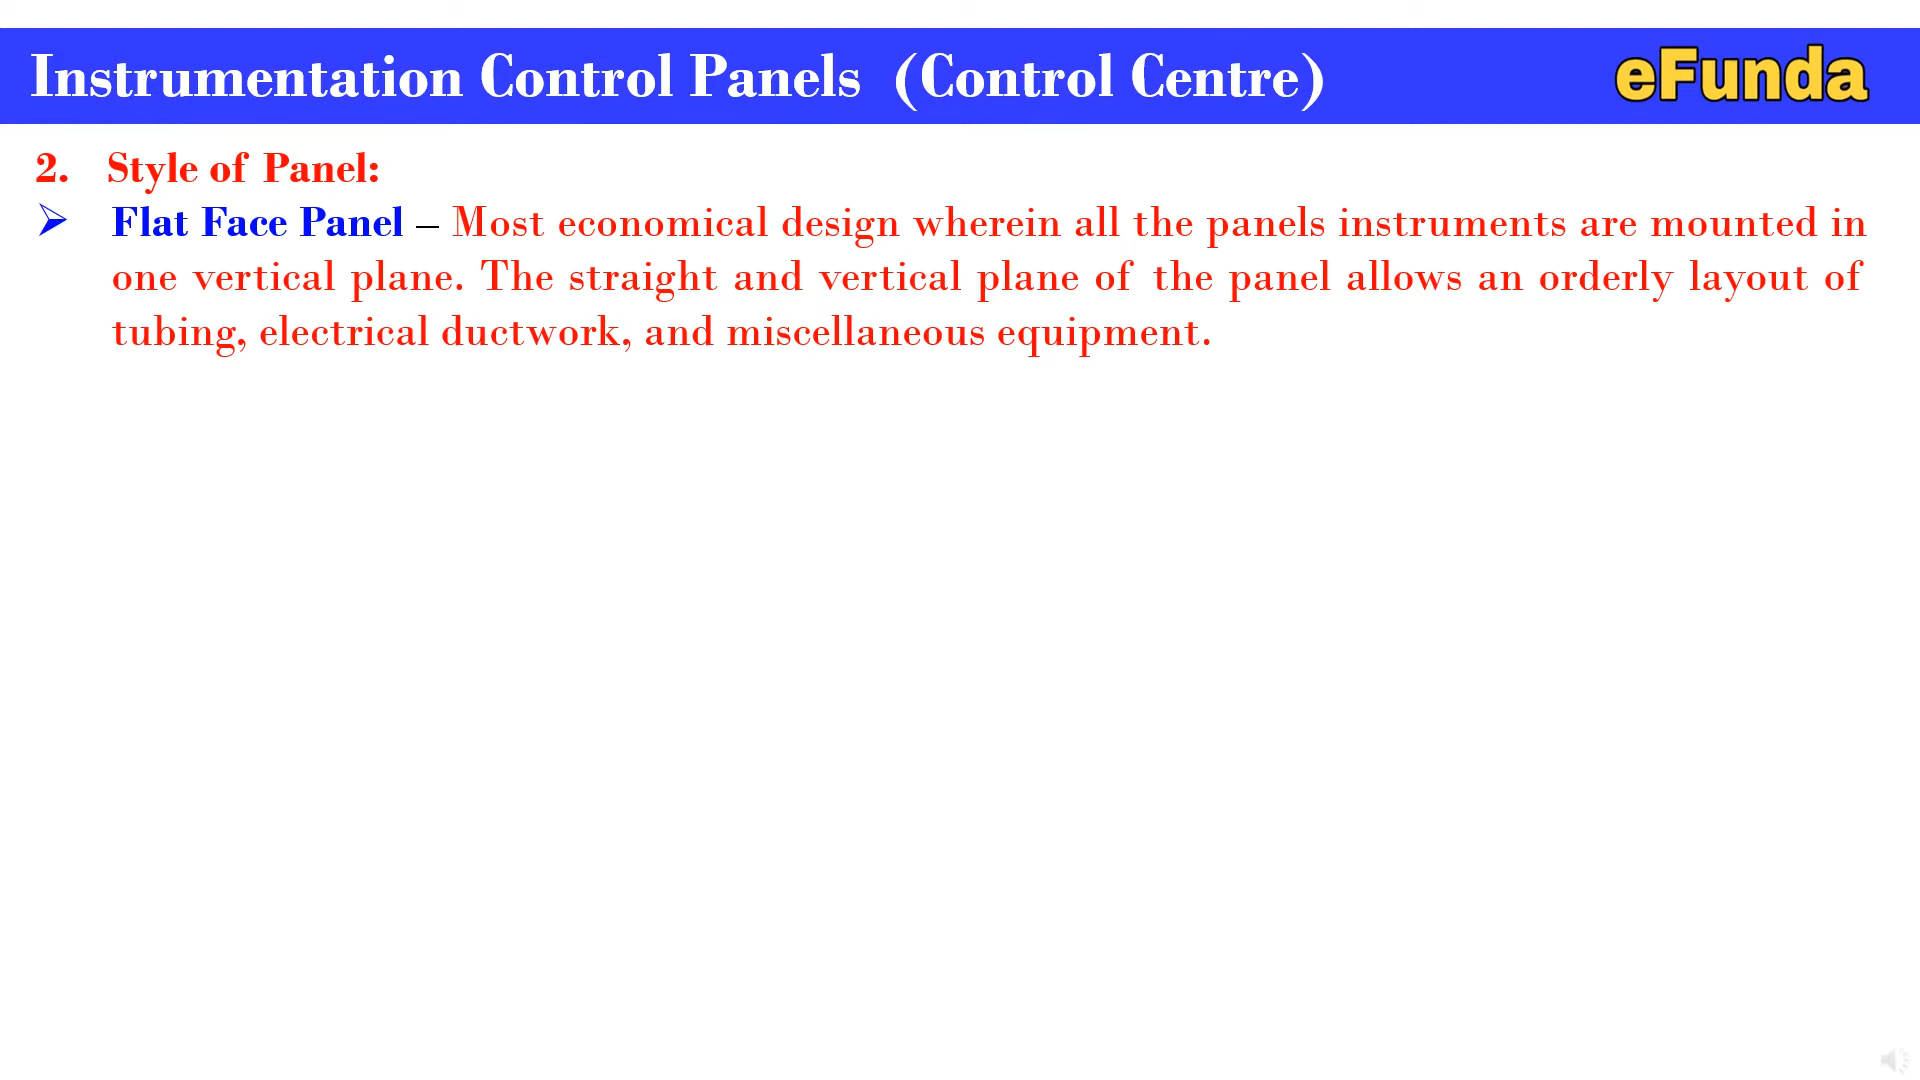 Instrumentation Control Panels (Control Centre)
eFunda
2. Style of Panel:
➢ Flat Face Panel – Most economical design wherein all the panels instruments are mounted in
one vertical plane. The straight and vertical plane of the panel allows an orderly layout of
tubing, electrical ductwork, and miscellaneous equipment.